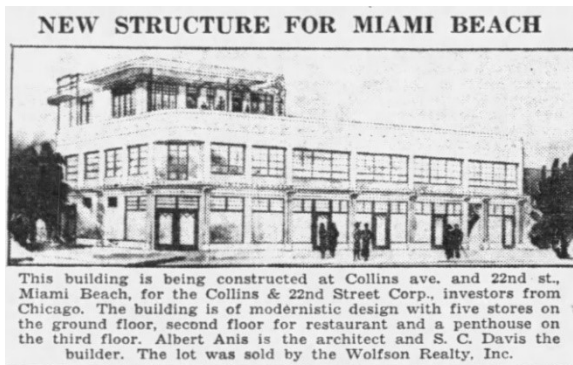 NEW STRUCTURE FOR MIAMI BEACH
This building is being constructed at Collins ave. and 22nd st.,
Miami Beach, for the Collins & 22nd Street Corp., investors from
Chicago. The building is of modernistic design with five stores on
the ground floor, second floor for restaurant and a penthouse on
the third floor. Albert Anis is the architect and S. C. Davis the
builder. The lot was sold by the Wolfson Realty, Inc.